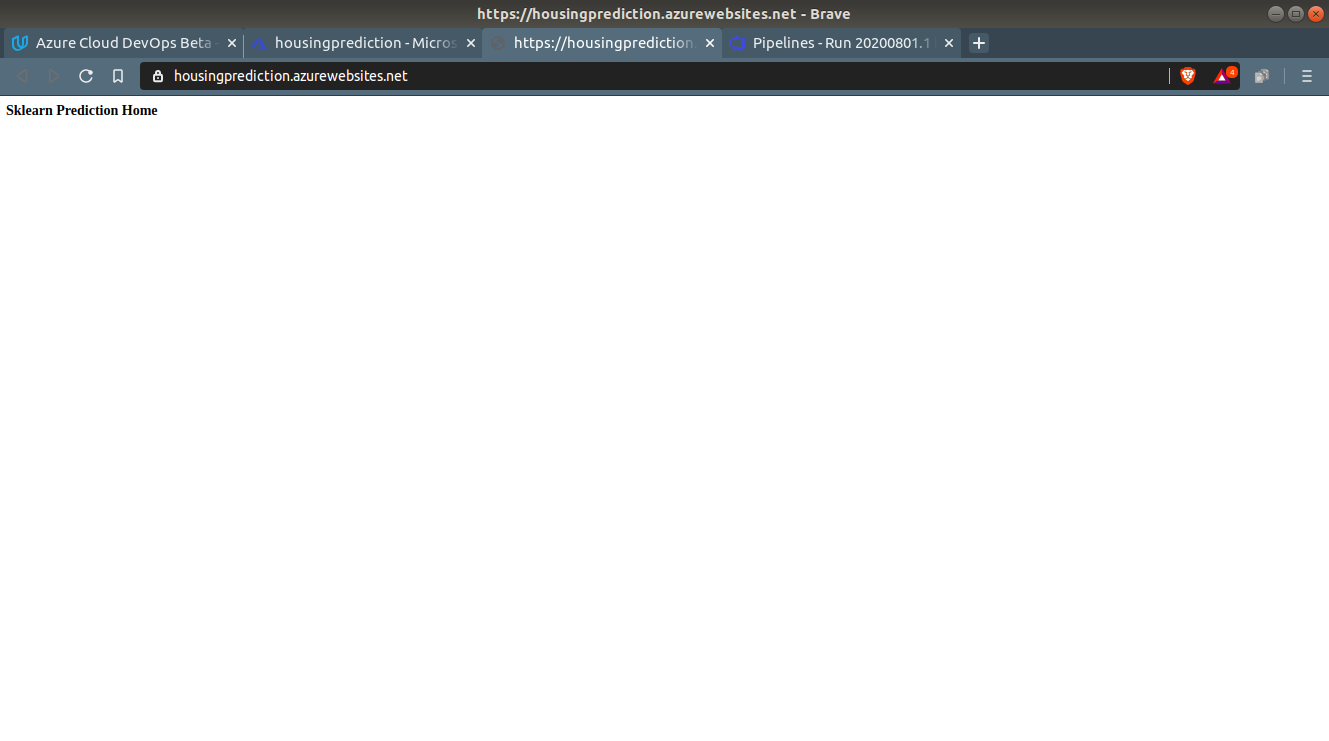 https://housingprediction.azurewebsites.net - Brave
Azure Cloud DevOps Beta -
housingprediction - Micros
https://housingprediction.
Pipelines - Run 20200801.1
housingprediction.azurewebsites.net
4
Sklearn Prediction Home